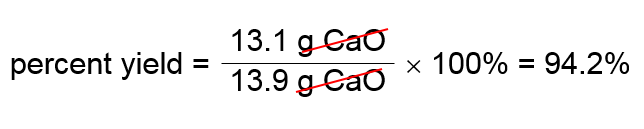 percent yield = 13.1 g CaO / 13.9 g CaO × 100% = 94.2%